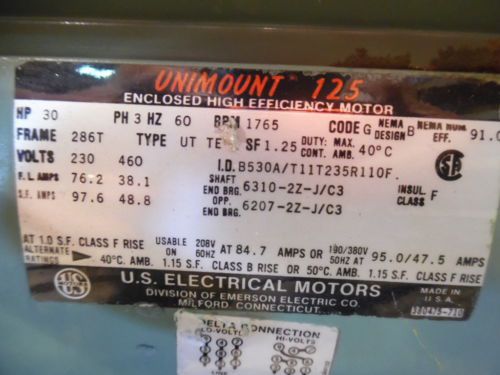 UNIMOUNT® 125
ENCLOSED HIGH EFFICIENCY MOTOR
HP 30 PH 3 HZ 60 RPM 1765 CODE G NEMA DESIGN B NEMA NOM EFF. 91.0
FRAME 286T TYPE UT TE SF 1.25 DUTY: MAX. CONT. AMB. 40°C
VOLTS 230 460 I.D. B530A/T11T235R110F.
F.L AMPS 76.2 38.1 SHAFT END BRG. 6310-2Z-J/C3 INSUL. CLASS F
S.F. AMPS 97.6 48.8 OPP. END BRG. 6207-2Z-J/C3
AT 1.0 S.F. CLASS F RISE USABLE ON 208V 60HZ AT 84.7 AMPS OR 190/380V 50HZ AT 95.0/47.5 AMPS
ALTERNATE RATINGS 40°C AMB. 1.15 S.F. CLASS B RISE OR 50°C AMB. 1.15 S.F. CLASS F RISE
US MOTORS
U.S. ELECTRICAL MOTORS
DIVISION OF EMERSON ELECTRIC CO.
MILFORD, CONNECTICUT.
MADE IN U.S.A.
380475-710
DELTA CONNECTION
LO-VOLTS HI-VOLTS